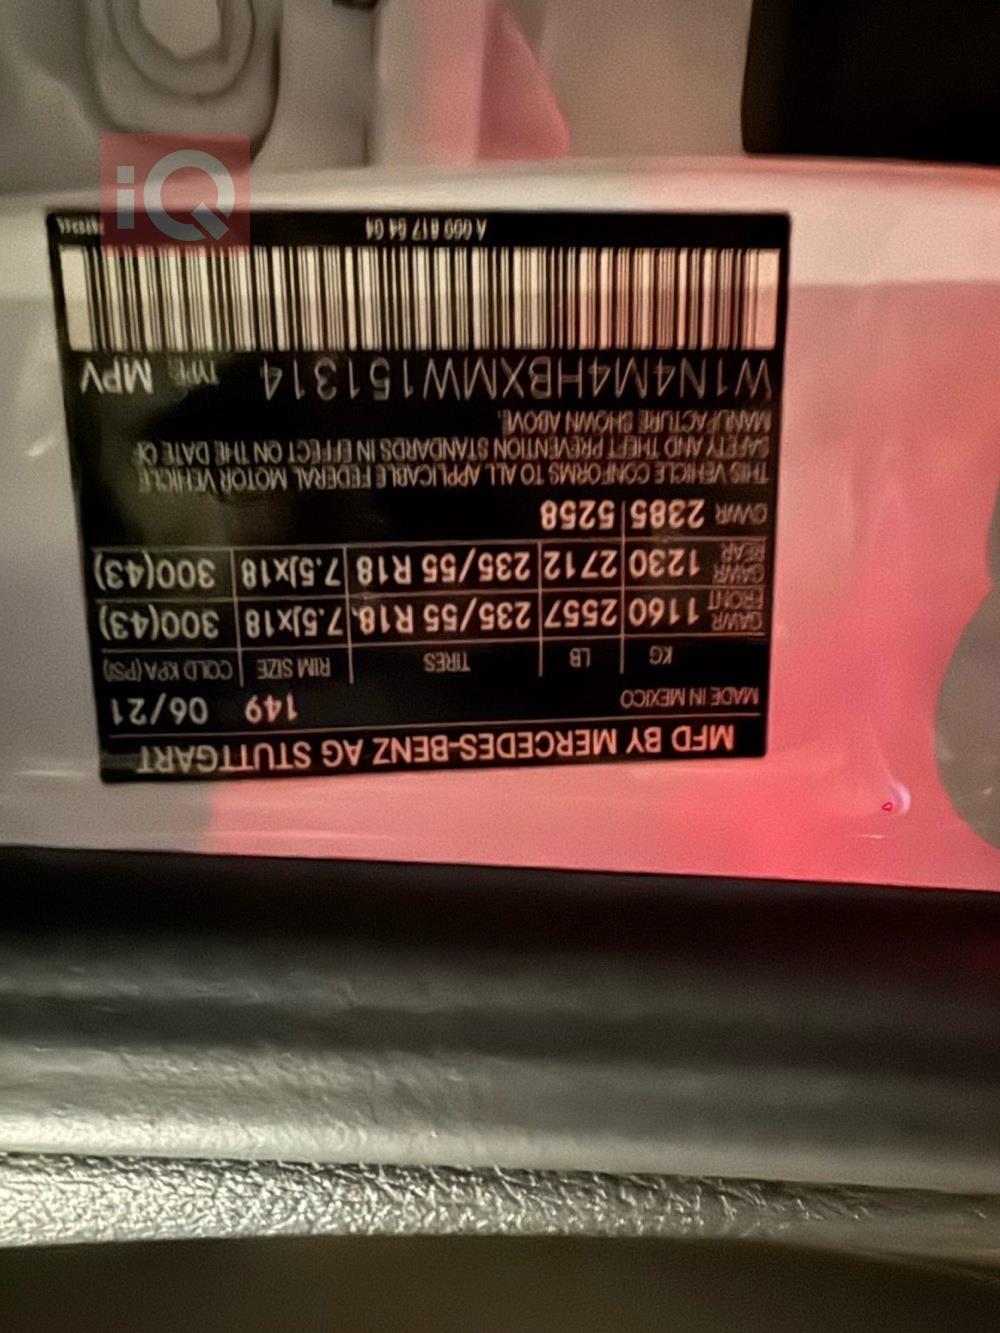 iQ
MFD BY MERCEDES-BENZ AG STUTTGART
MADE IN MEXICO 149 06/21
KG LB TIRES RIM SIZE COLD KPA (PSI)
GAWR FRONT 1160 2557 235/55 R18, 7.5Jx18 300(43)
GAWR REAR 1230 2712 235/55 R18 7.5Jx18 300(43)
GVWR 2385 5258
THIS VEHICLE CONFORMS TO ALL APPLICABLE FEDERAL MOTOR VEHICLE
SAFETY AND THEFT PREVENTION STANDARDS IN EFFECT ON THE DATE OF
MANUFACTURE SHOWN ABOVE.
W1N4M4HBXMW151314 TYPE: MPV
A 000 817 64 04